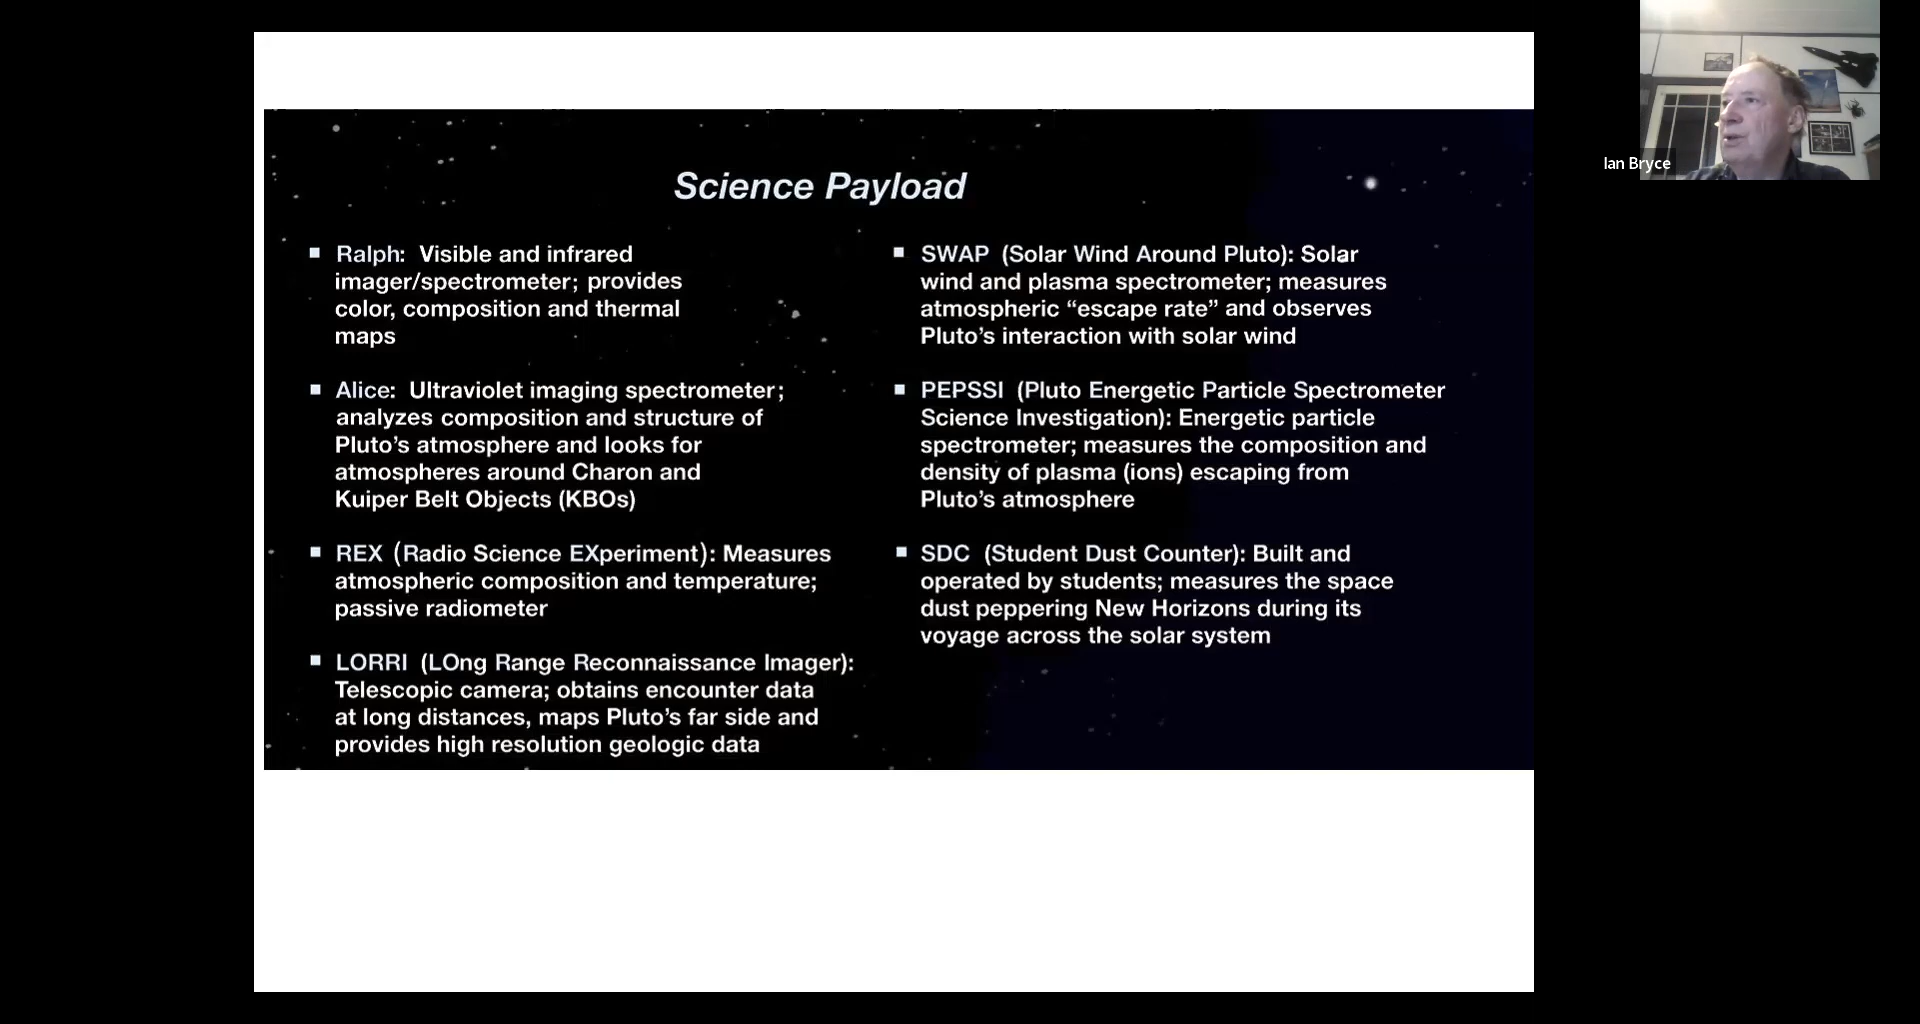 Science Payload
Ralph: Visible and infrared
imager/spectrometer; provides
color, composition and thermal
maps
Alice: Ultraviolet imaging spectrometer;
analyzes composition and structure of
Pluto’s atmosphere and looks for
atmospheres around Charon and
Kuiper Belt Objects (KBOs)
REX (Radio Science EXperiment): Measures
atmospheric composition and temperature;
passive radiometer
LORRI (LOng Range Reconnaissance Imager):
Telescopic camera; obtains encounter data
at long distances, maps Pluto’s far side and
provides high resolution geologic data
SWAP (Solar Wind Around Pluto): Solar
wind and plasma spectrometer; measures
atmospheric “escape rate” and observes
Pluto’s interaction with solar wind
PEPSSI (Pluto Energetic Particle Spectrometer
Science Investigation): Energetic particle
spectrometer; measures the composition and
density of plasma (ions) escaping from
Pluto’s atmosphere
SDC (Student Dust Counter): Built and
operated by students; measures the space
dust peppering New Horizons during its
voyage across the solar system
Ian Bryce